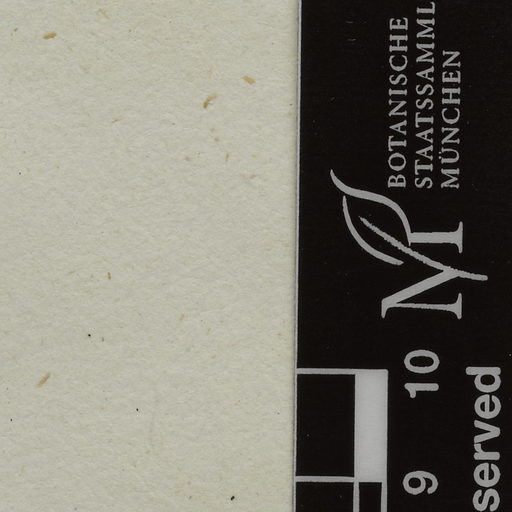 BOTANISCHE
STAATSSAMML
MÜNCHEN
M
9 10
served